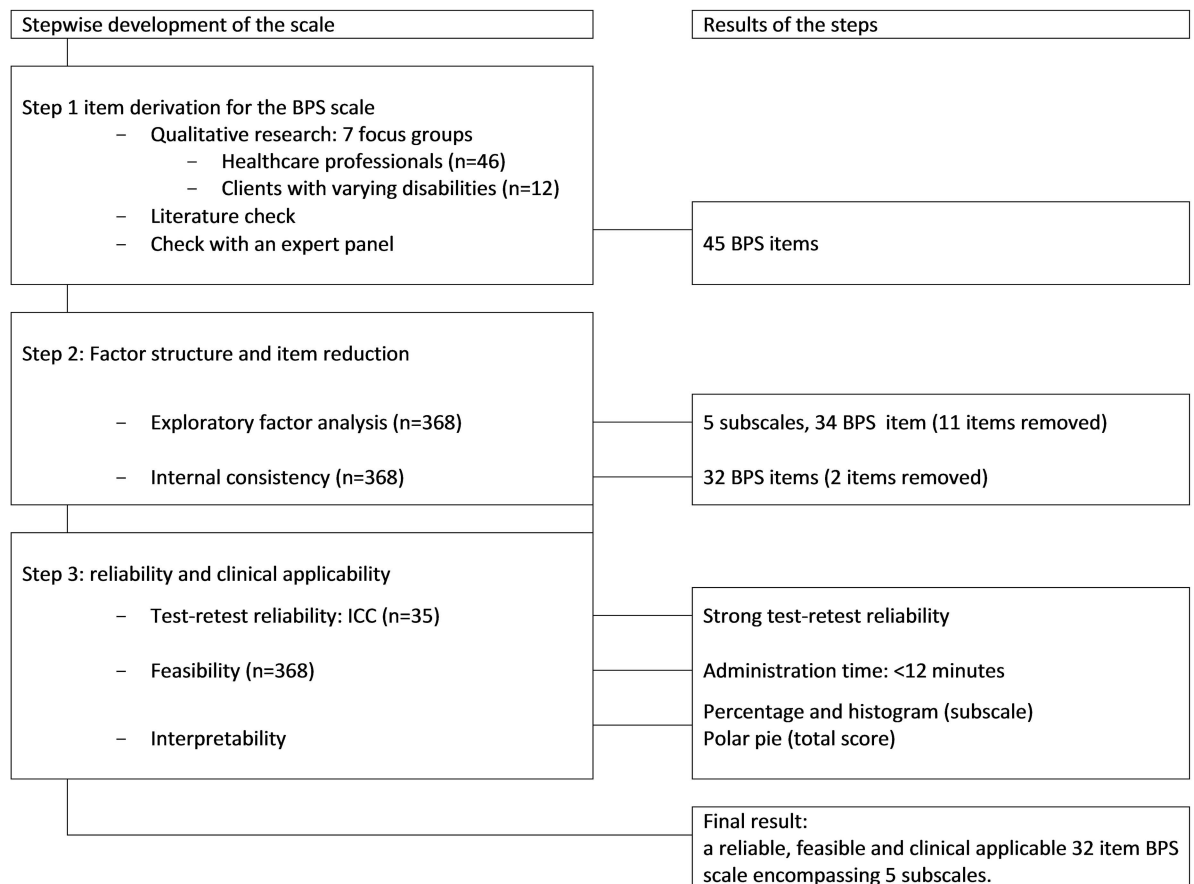 Stepwise development of the scale
Results of the steps
Step 1 item derivation for the BPS scale
– Qualitative research: 7 focus groups
– Healthcare professionals (n=46)
– Clients with varying disabilities (n=12)
– Literature check
– Check with an expert panel
45 BPS items
Step 2: Factor structure and item reduction
– Exploratory factor analysis (n=368)
5 subscales, 34 BPS  item (11 items removed)
– Internal consistency (n=368)
32 BPS items (2 items removed)
Step 3: reliability and clinical applicability
– Test-retest reliability: ICC (n=35)
Strong test-retest reliability
– Feasibility (n=368)
Administration time: <12 minutes
– Interpretability
Percentage and histogram (subscale)
Polar pie (total score)
Final result:
a reliable, feasible and clinical applicable 32 item BPS
scale encompassing 5 subscales.